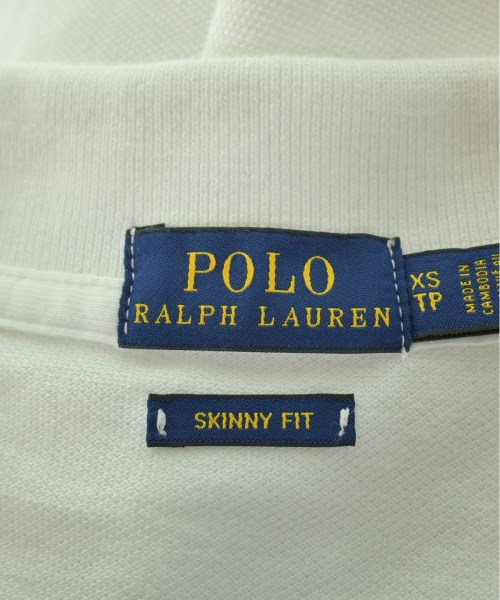 POLO
RALPH LAUREN
XS
TP
MADE IN
CAMBODIA
SKINNY FIT